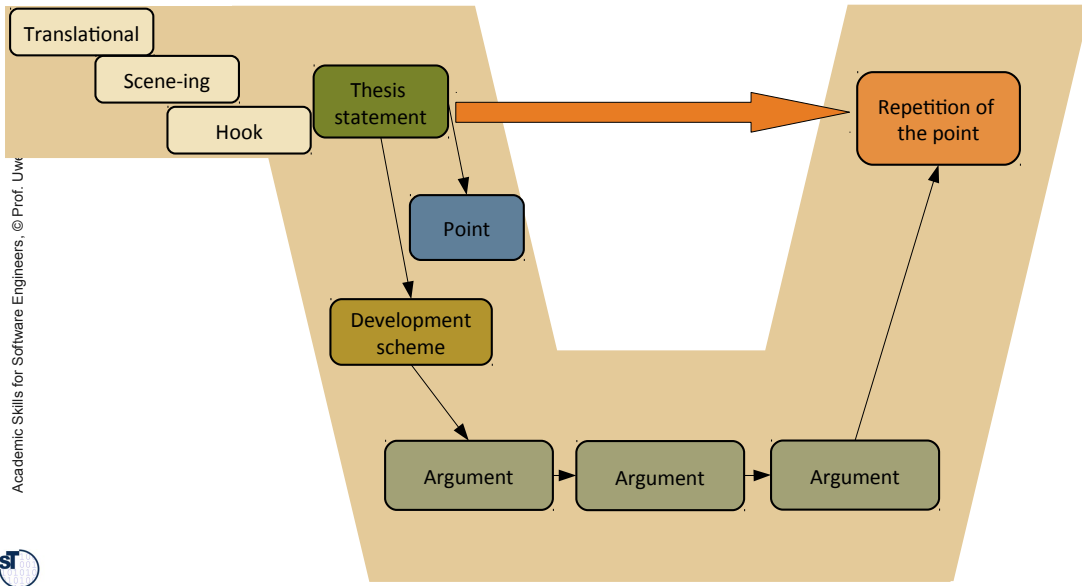 Translational
Scene-ing
Hook
Thesis
statement
Repetition of
the point
Point
Development
scheme
Argument
Argument
Argument
Academic Skills for Software Engineers, © Prof. Uwe
ST